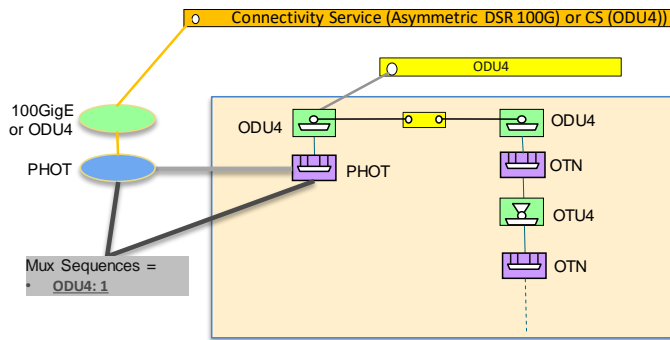 Connectivity Service (Asymmetric DSR 100G) or CS (ODU4))
ODU4
100GigE
or ODU4
PHOT
ODU4
PHOT
ODU4
OTN
OTU4
OTN
Mux Sequences =
• ODU4: 1